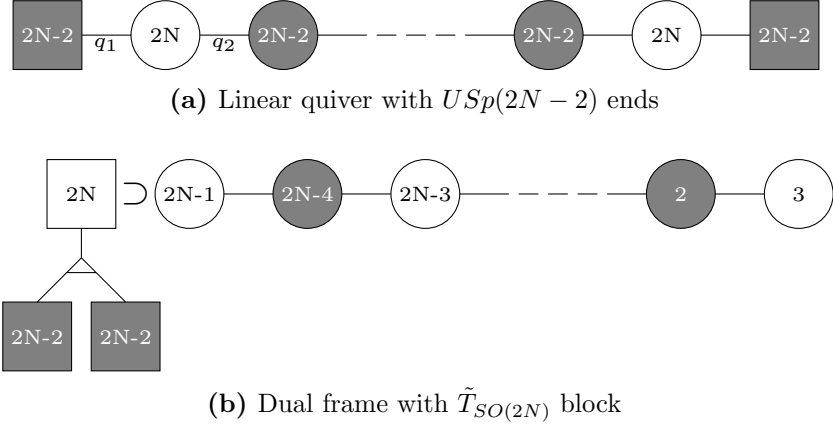 2N-2 2N 2N-2 2N-2 2N 2N-2
q₁ q₂
(a) Linear quiver with USp(2N − 2) ends
2N ⊃ 2N-1 2N-4 2N-3 2 3
2N-2 2N-2
(b) Dual frame with T̃_{SO(2N)} block